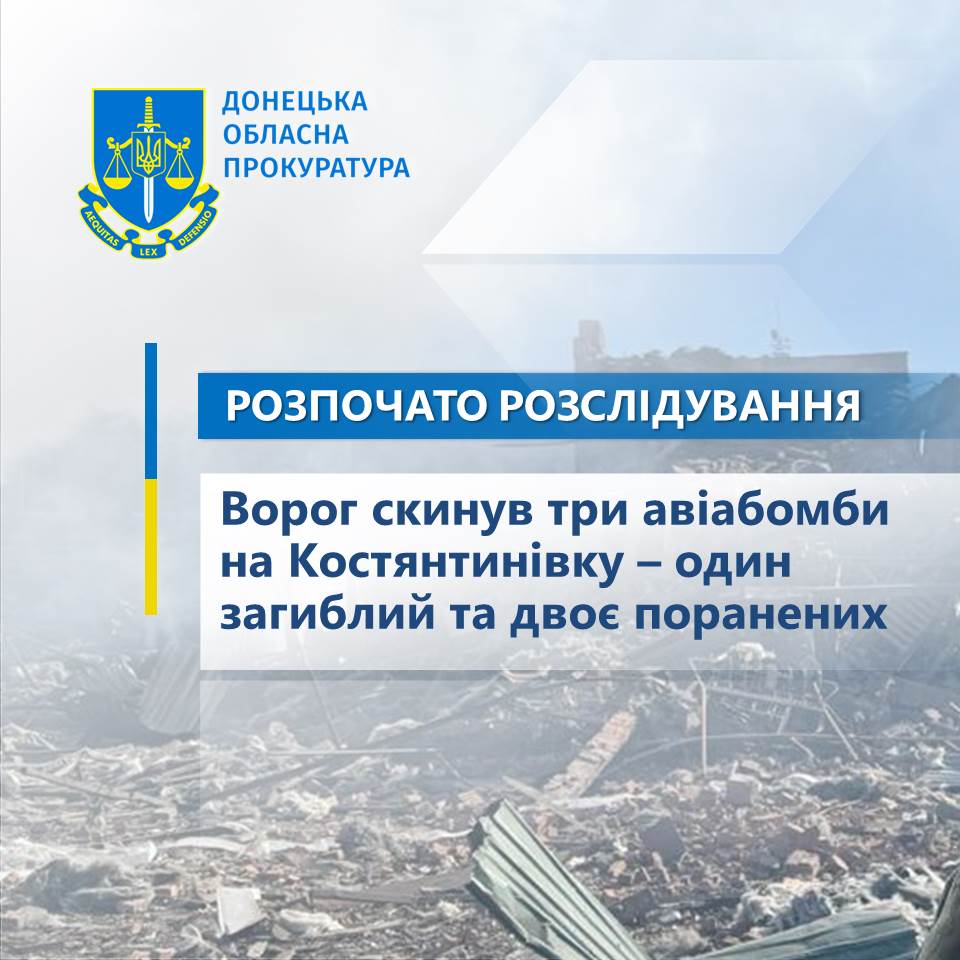 ДОНЕЦЬКА
ОБЛАСНА
ПРОКУРАТУРА
AEQUITAS LEX DEFENSIO
РОЗПОЧАТО РОЗСЛІДУВАННЯ
Ворог скинув три авіабомби
на Костянтинівку – один
загиблий та двоє поранених